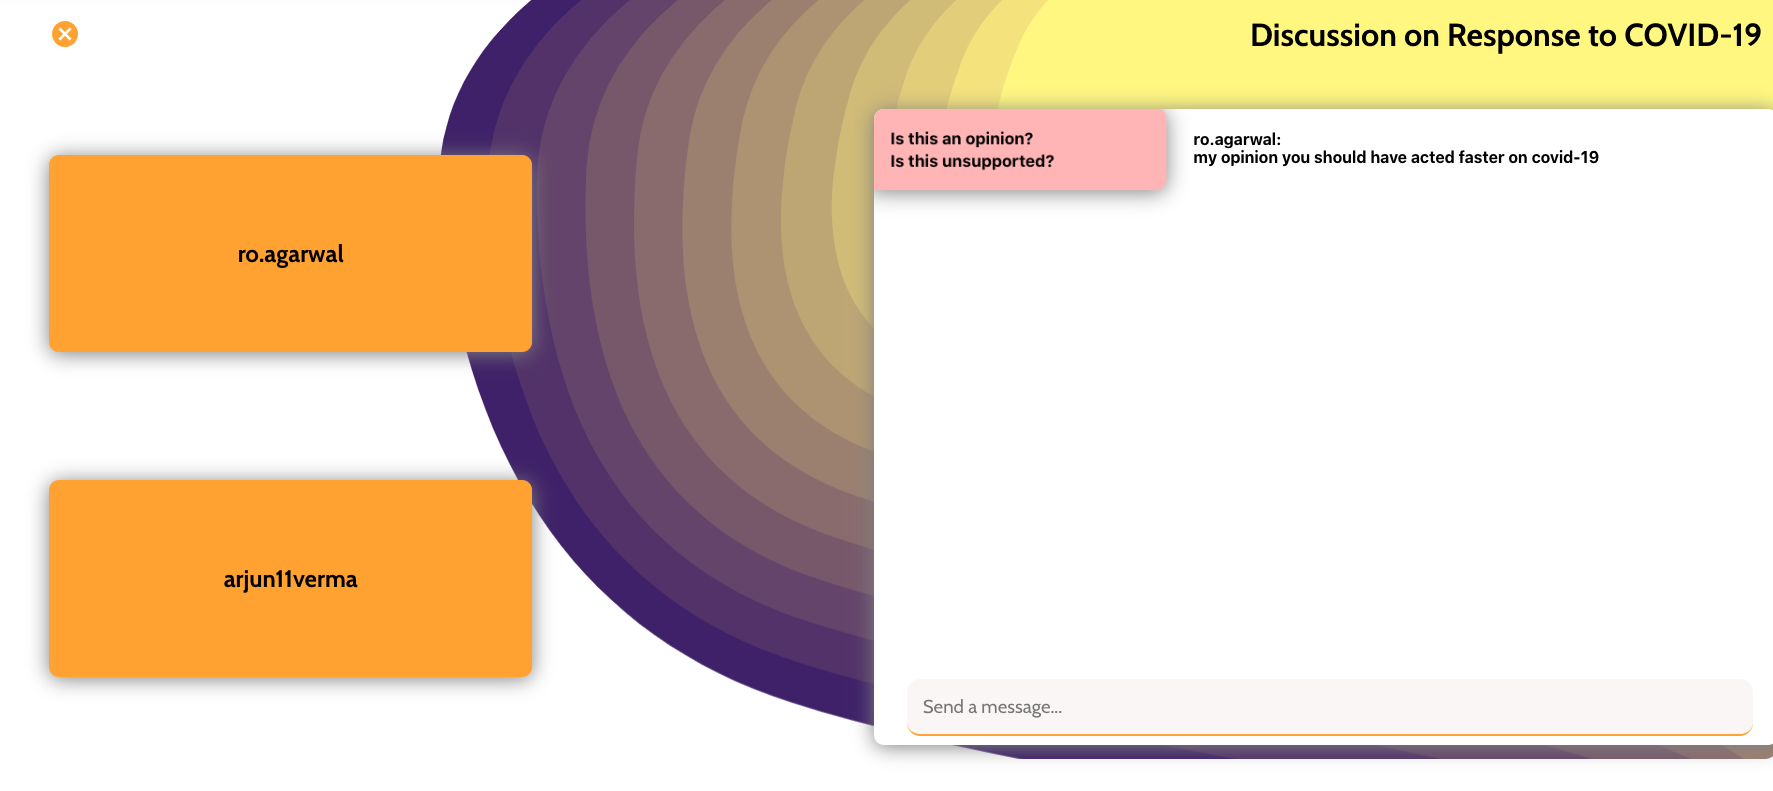 Discussion on Response to COVID-19
ro.agarwal
arjun11verma
Is this an opinion?
Is this unsupported?
ro.agarwal:
my opinion you should have acted faster on covid-19
Send a message...